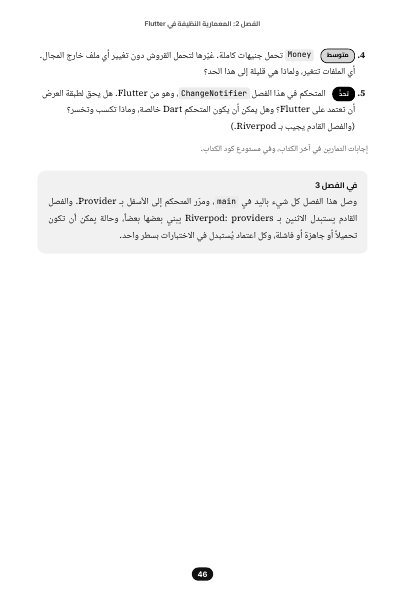 الفصل 2: المعمارية النظيفة في Flutter
4. متوسط Money تحمل جنيهات كاملة. غيّرها لتحمل القروش دون تغيير أي ملف خارج المجال.
أي الملفات تتغير، ولماذا هي قليلة إلى هذا الحد؟
5. تحدٍّ المتحكم في هذا الفصل ChangeNotifier، وهو من Flutter. هل يحق لطبقة العرض
أن تعتمد على Flutter؟ وهل يمكن أن يكون المتحكم Dart خالصة، وماذا تكسب وتخسر؟
(والفصل القادم يجيب بـ Riverpod.)
إجابات التمارين في آخر الكتاب، وفي مستودع كود الكتاب.
في الفصل 3
وصل هذا الفصل كل شيء باليد في main، ومرّر المتحكم إلى الأسفل بـ Provider. والفصل
القادم يستبدل الاثنين بـ Riverpod: providers يبني بعضها بعضاً، وحالة يمكن أن تكون
تحميلاً أو جاهزة أو فاشلة، وكل اعتماد يُستبدل في الاختبارات بسطر واحد.
46